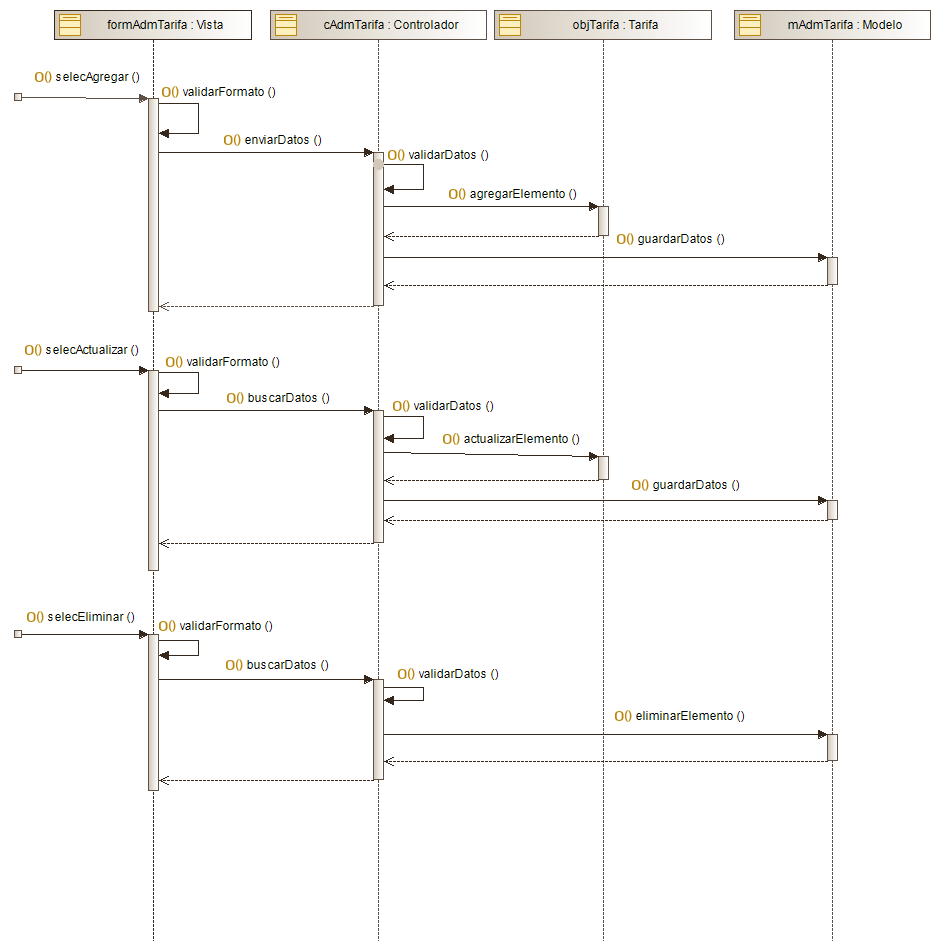 formAdmTarifa : Vista
cAdmTarifa : Controlador
objTarifa : Tarifa
mAdmTarifa : Modelo
O() selecAgregar ()
O() validarFormato ()
O() enviarDatos ()
O() validarDatos ()
O() agregarElemento ()
O() guardarDatos ()
O() selecActualizar ()
O() validarFormato ()
O() buscarDatos ()
O() validarDatos ()
O() actualizarElemento ()
O() guardarDatos ()
O() selecEliminar ()
O() validarFormato ()
O() buscarDatos ()
O() validarDatos ()
O() eliminarElemento ()